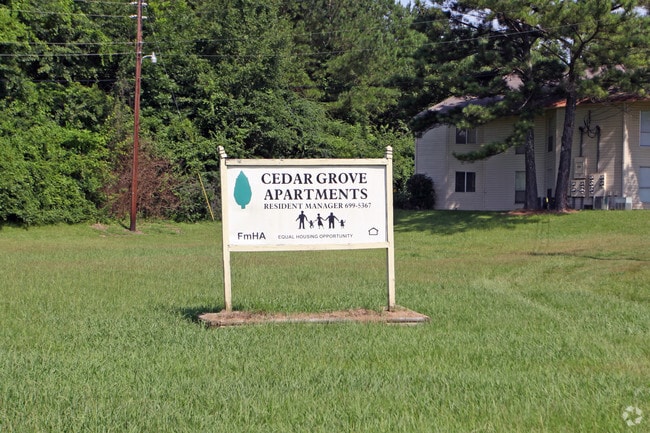 CEDAR GROVE
APARTMENTS
RESIDENT MANAGER 699-5367
FmHA
EQUAL HOUSING OPPORTUNITY